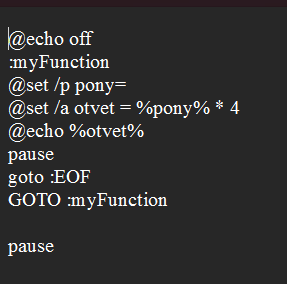 @echo off
:myFunction
@set /p pony=
@set /a otvet = %pony% * 4
@echo %otvet%
pause
goto :EOF
GOTO :myFunction
pause